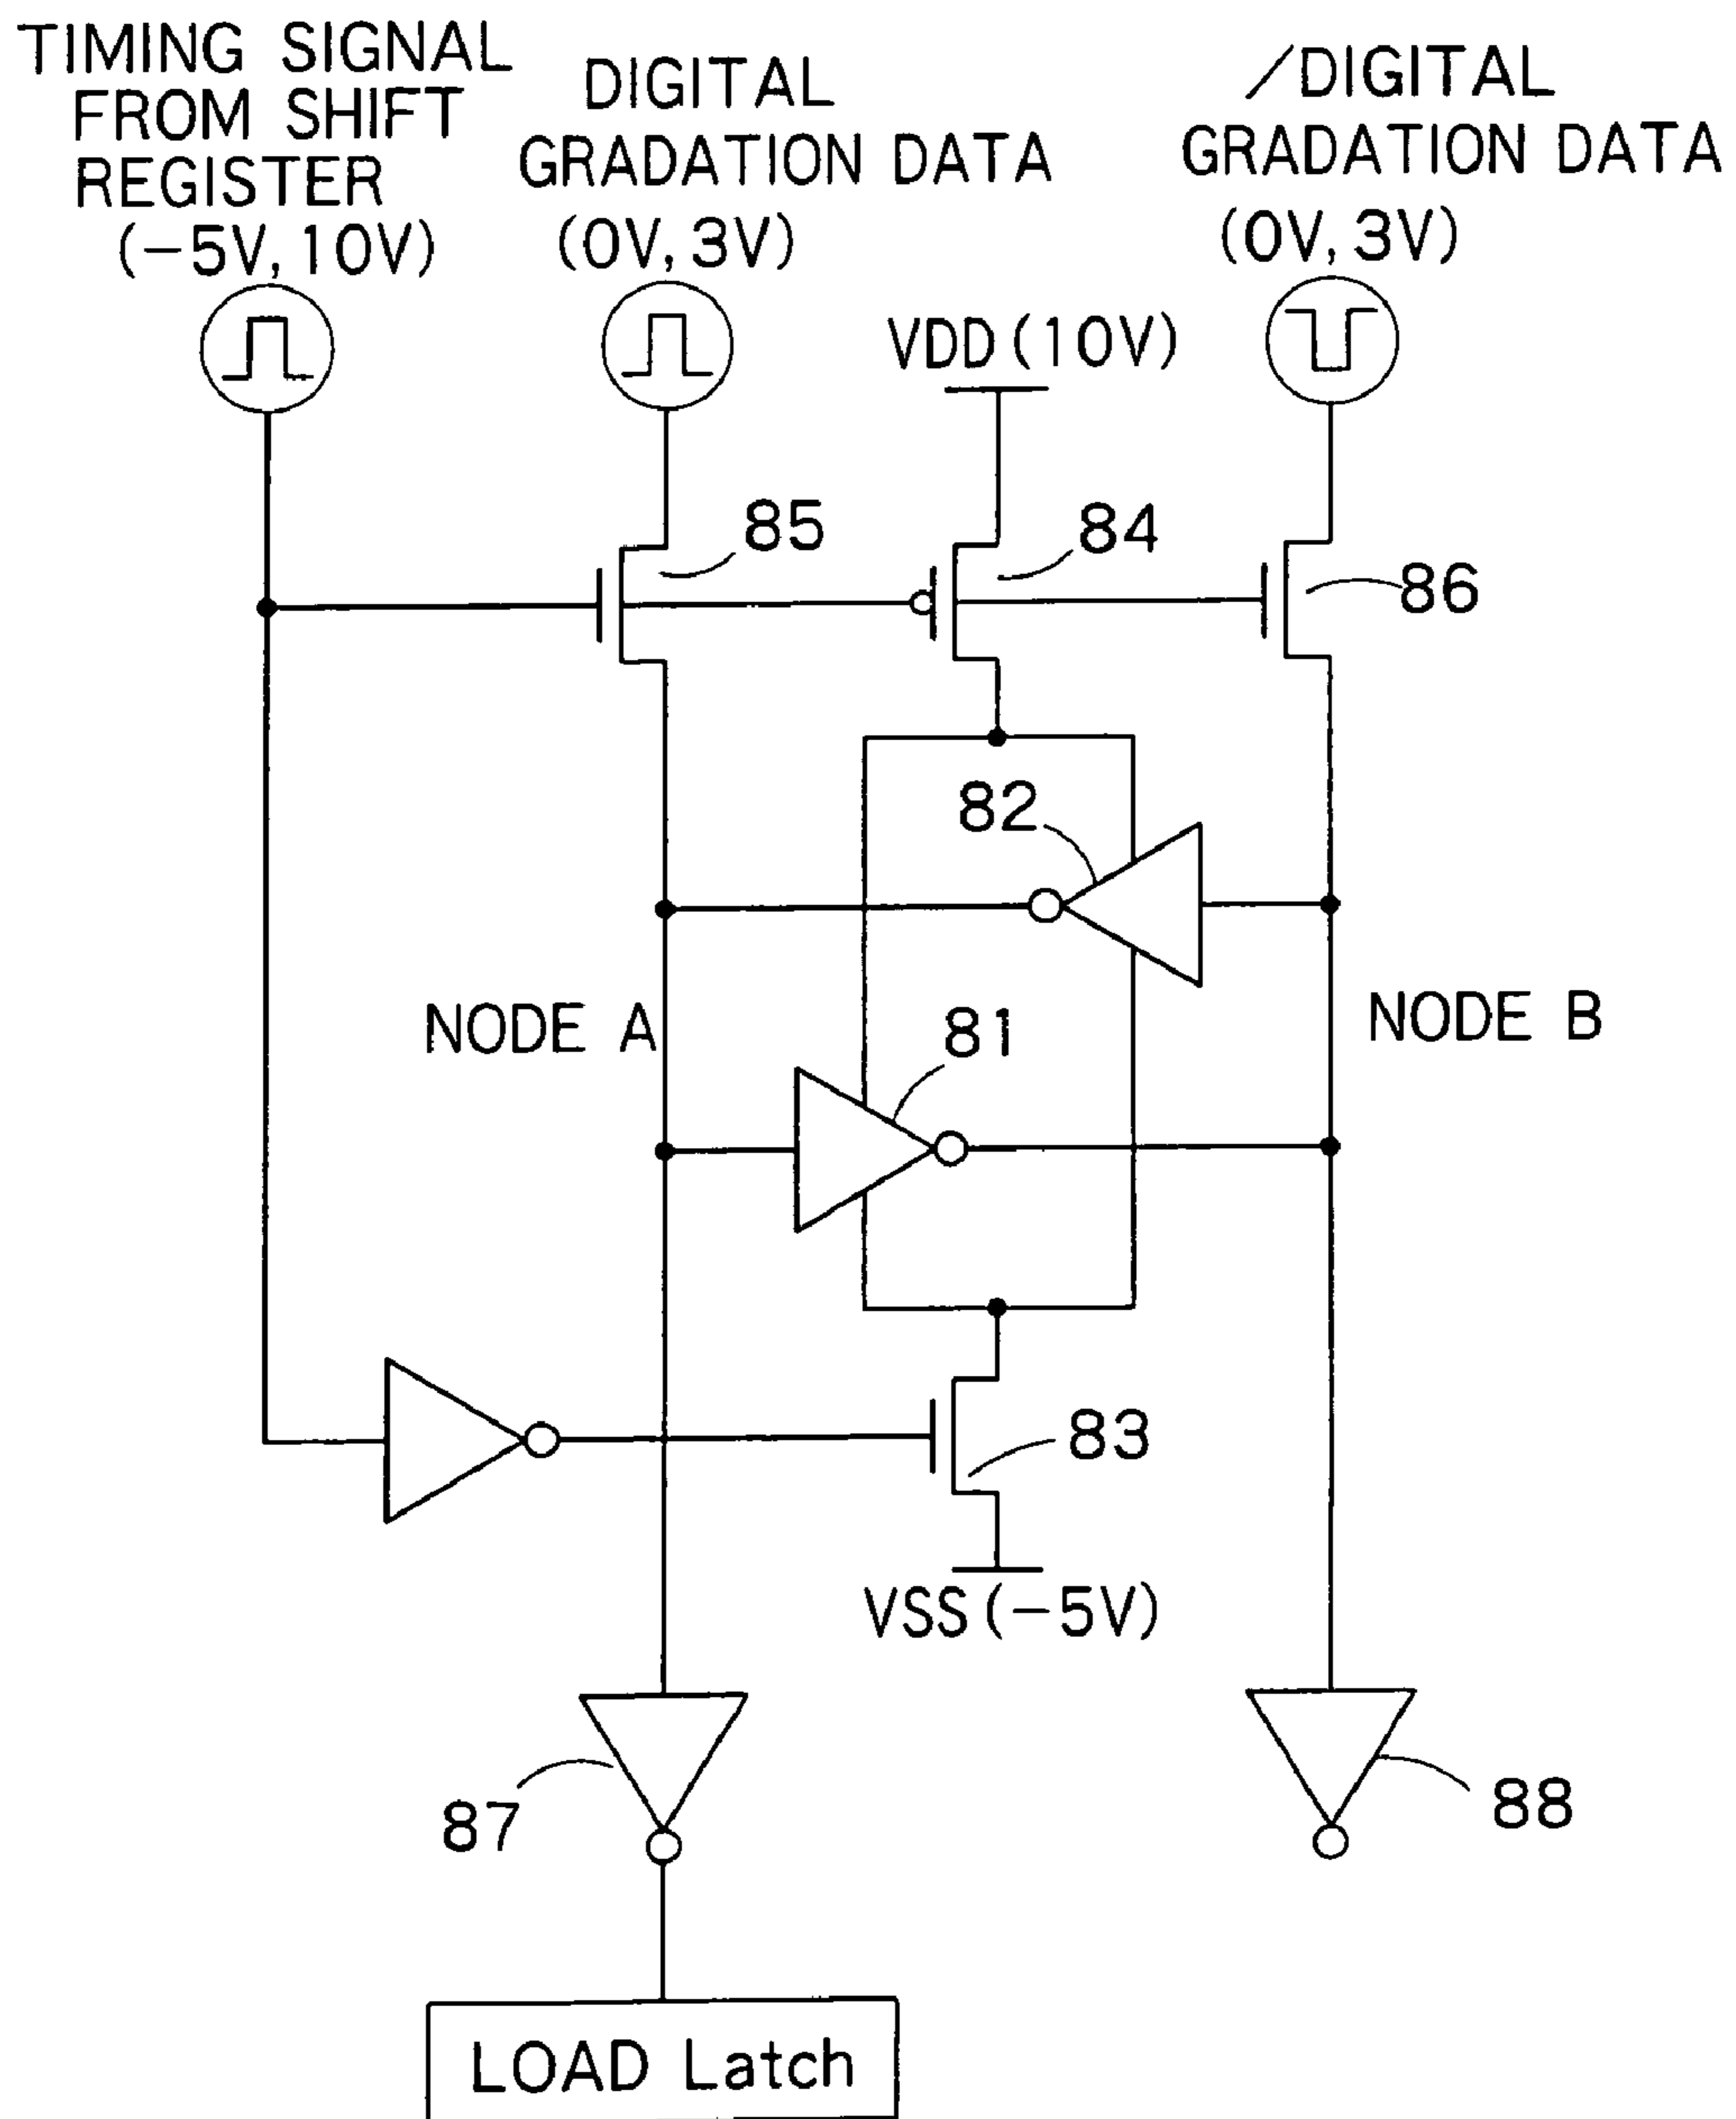 TIMING SIGNAL
FROM SHIFT
REGISTER
(−5V,10V)
DIGITAL
GRADATION DATA
(0V,3V)
/DIGITAL
GRADATION DATA
(0V,3V)
VDD(10V)
85
84
86
82
NODE A
81
NODE B
83
VSS(−5V)
87
88
LOAD Latch